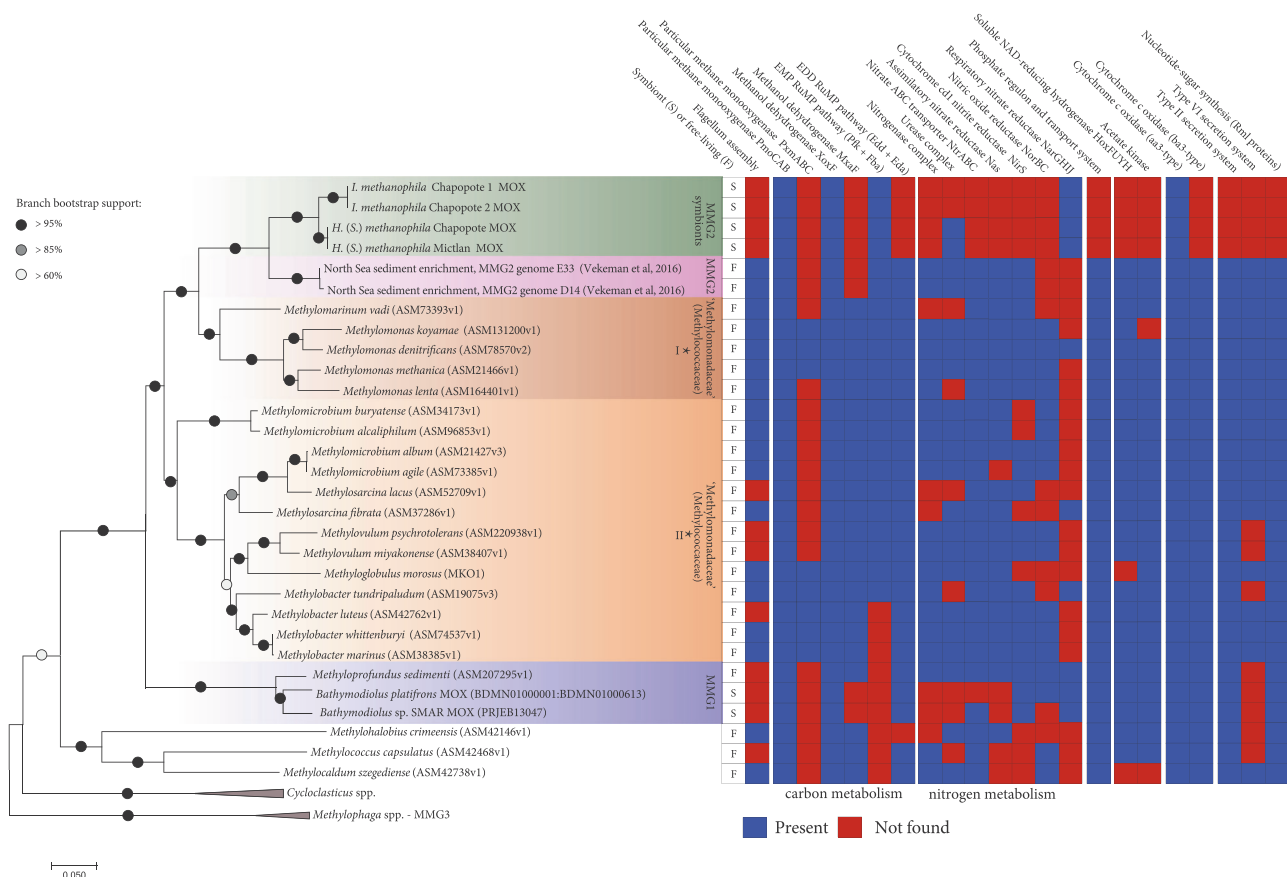 Branch bootstrap support:
> 95%
> 85%
> 60%
Symbiont (S) or free-living (F)
Flagellum assembly
Particular methane monooxygenase PmoCAB
Particular methane monooxygenase PxmABC
Methanol dehydrogenase XoxF
Methanol dehydrogenase MxaF
EMP RuMP pathway (Pfk + Fba)
EDD RuMP pathway (Edd + Eda)
Nitrogenase complex
Urease complex
Nitrate ABC transporter NtrABC
Assimilatory nitrate reductase Nas
Cytochrome cd1 nitrite reductase NirS
Nitric oxide reductase NorBC
Respiratory nitrate reductase NarGHIJ
Phosphate regulon and transport system
Soluble NAD-reducing hydrogenase HoxFUYH
Acetate kinase
Cytochrome c oxidase (aa3-type)
Cytochrome c oxidase (ba3-type)
Type II secretion system
Type VI secretion system
Nucleotide-sugar synthesis (Rml proteins)
I. methanophila Chapopote 1 MOX S
I. methanophila Chapopote 2 MOX S
H. (S.) methanophila Chapopote MOX S
H. (S.) methanophila Mictlan MOX S
MMG2
symbionts
North Sea sediment enrichment, MMG2 genome E33 (Vekeman et al, 2016) F
North Sea sediment enrichment, MMG2 genome D14 (Vekeman et al, 2016) F
MMG2
Methylomarinum vadi (ASM73393v1) F
Methylomonas koyamae (ASM131200v1) F
Methylomonas denitrificans (ASM78570v2) F
Methylomonas methanica (ASM21466v1) F
Methylomonas lenta (ASM164401v1) F
'Methylomonadaceae'
(Methylococcaceae)
I *
Methylomicrobium buryatense (ASM34173v1) F
Methylomicrobium alcaliphilum (ASM96853v1) F
Methylomicrobium album (ASM21427v3) F
Methylomicrobium agile (ASM73385v1) F
Methylosarcina lacus (ASM52709v1) F
Methylosarcina fibrata (ASM37286v1) F
Methylovulum psychrotolerans (ASM220938v1) F
Methylovulum miyakonense (ASM38407v1) F
Methyloglobulus morosus (MKO1) F
Methylobacter tundripaludum (ASM19075v3) F
Methylobacter luteus (ASM42762v1) F
Methylobacter whittenburyi (ASM74537v1) F
Methylobacter marinus (ASM38385v1) F
'Methylomonadaceae'
(Methylococcaceae)
II *
Methyloprofundus sedimenti (ASM207295v1) F
Bathymodiolus platifrons MOX (BDMN01000001:BDMN01000613) S
Bathymodiolus sp. SMAR MOX (PRJEB13047) S
MMG1
Methylohalobius crimeensis (ASM42146v1) F
Methylococcus capsulatus (ASM42468v1) F
Methylocaldum szegediense (ASM42738v1) F
Cycloclasticus spp.
Methylophaga spp. - MMG3
carbon metabolism
nitrogen metabolism
Present
Not found
0.050